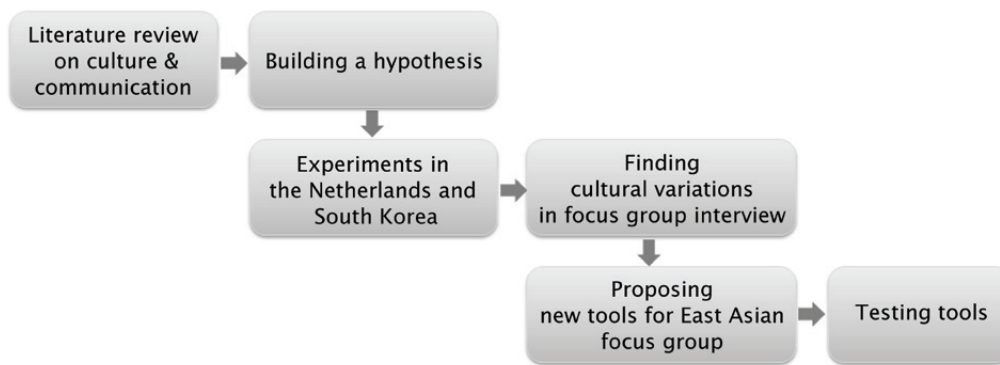 Literature review
on culture &
communication
Building a hypothesis
Experiments in
the Netherlands and
South Korea
Finding
cultural variations
in focus group interview
Proposing
new tools for East Asian
focus group
Testing tools